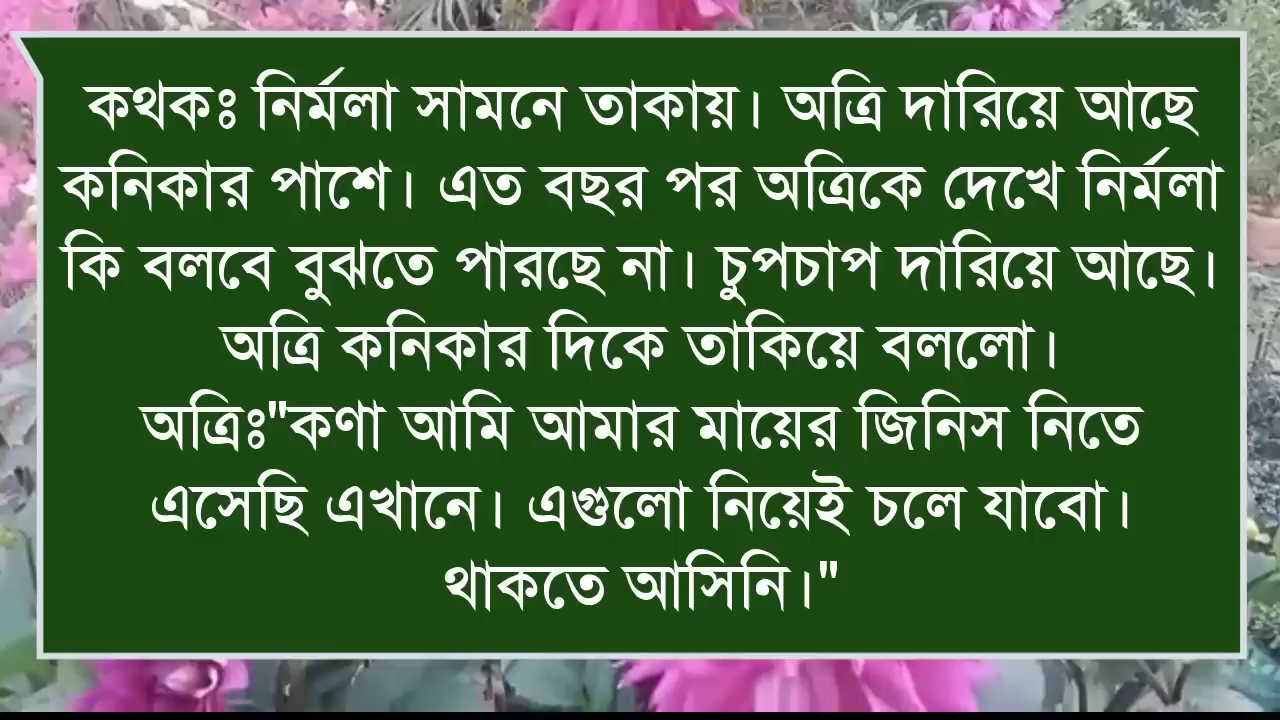 কথকঃ নির্মলা সামনে তাকায়। অত্রি দারিয়ে আছে
কনিকার পাশে। এত বছর পর অত্রিকে দেখে নির্মলা
কি বলবে বুঝতে পারছে না। চুপচাপ দারিয়ে আছে।
অত্রি কনিকার দিকে তাকিয়ে বললো।
অত্রিঃ"কণা আমি আমার মায়ের জিনিস নিতে
এসেছি এখানে। এগুলো নিয়েই চলে যাবো।
থাকতে আসিনি।"